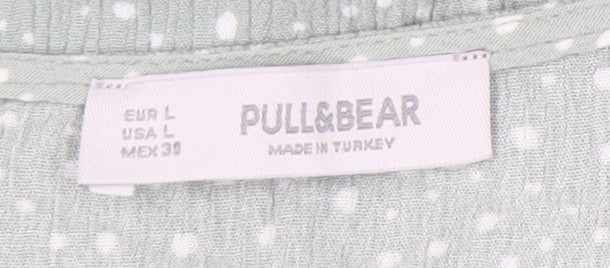 EUR L
USA L
MEX 30
PULL&BEAR
MADE IN TURKEY